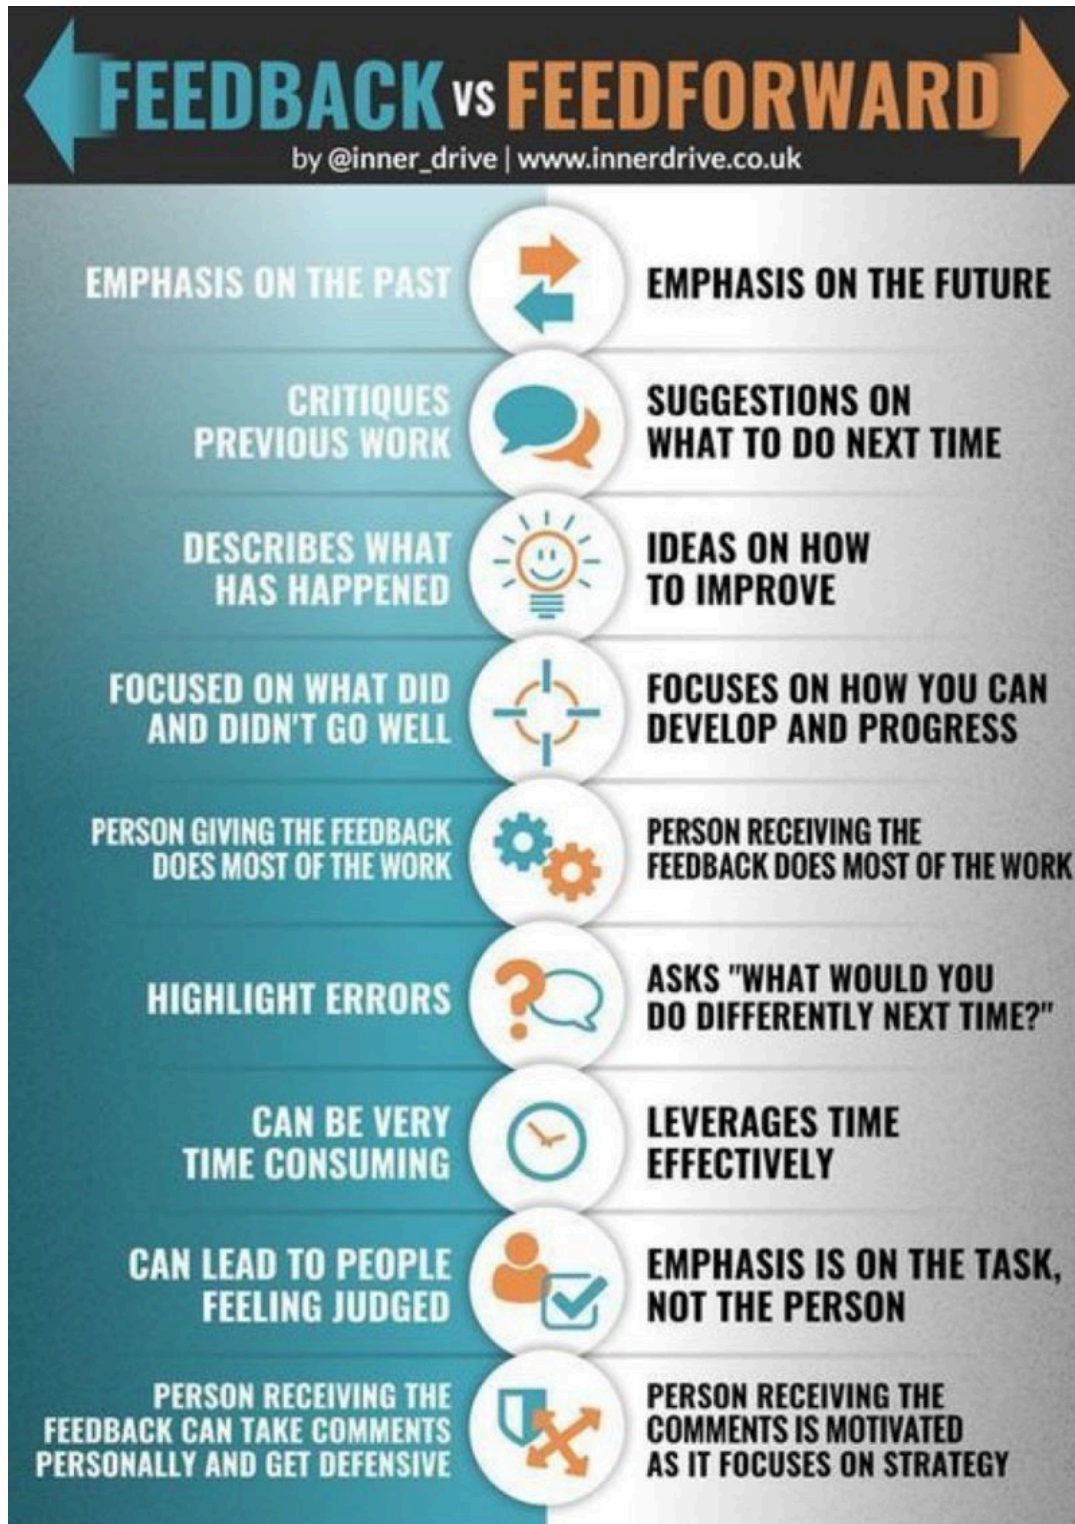 FEEDBACK VS FEEDFORWARD
by @inner_drive | www.innerdrive.co.uk
EMPHASIS ON THE PAST
EMPHASIS ON THE FUTURE
CRITIQUES
PREVIOUS WORK
SUGGESTIONS ON
WHAT TO DO NEXT TIME
DESCRIBES WHAT
HAS HAPPENED
IDEAS ON HOW
TO IMPROVE
FOCUSED ON WHAT DID
AND DIDN'T GO WELL
FOCUSES ON HOW YOU CAN
DEVELOP AND PROGRESS
PERSON GIVING THE FEEDBACK
DOES MOST OF THE WORK
PERSON RECEIVING THE
FEEDBACK DOES MOST OF THE WORK
HIGHLIGHT ERRORS
ASKS "WHAT WOULD YOU
DO DIFFERENTLY NEXT TIME?"
CAN BE VERY
TIME CONSUMING
LEVERAGES TIME
EFFECTIVELY
CAN LEAD TO PEOPLE
FEELING JUDGED
EMPHASIS IS ON THE TASK,
NOT THE PERSON
PERSON RECEIVING THE
FEEDBACK CAN TAKE COMMENTS
PERSONALLY AND GET DEFENSIVE
PERSON RECEIVING THE
COMMENTS IS MOTIVATED
AS IT FOCUSES ON STRATEGY